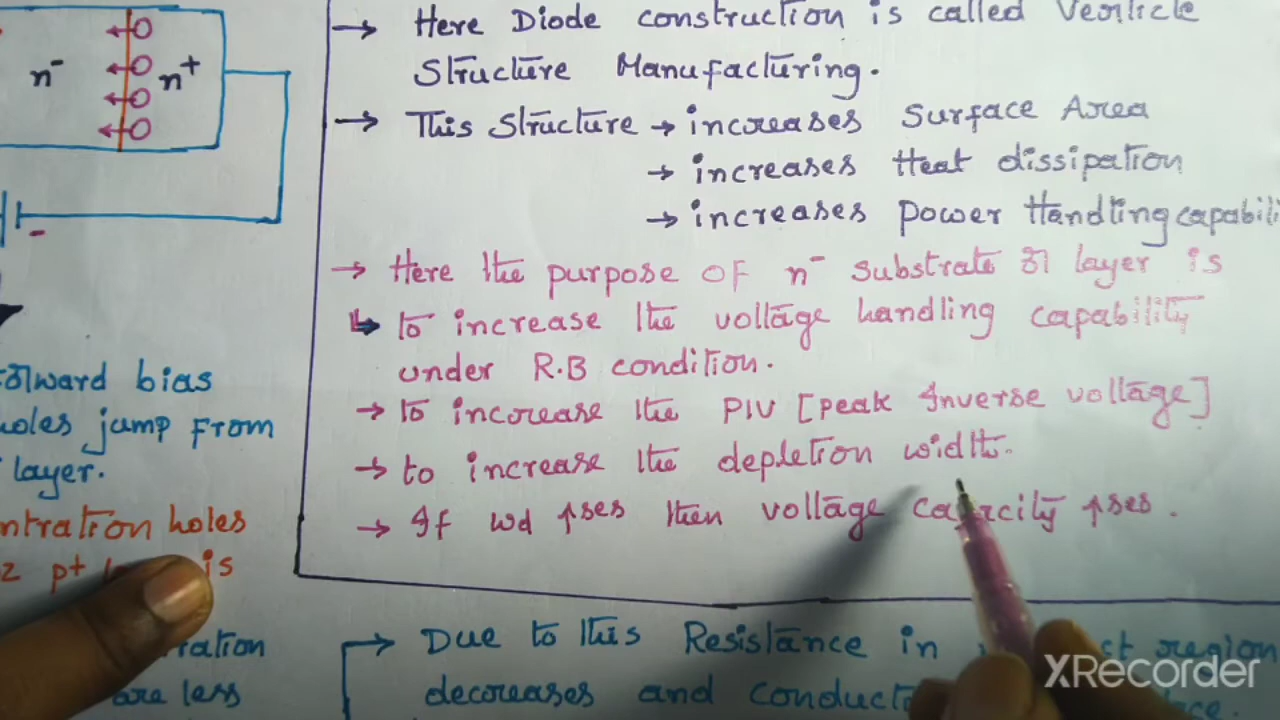 → Here Diode construction is called Verticle
Structure Manufacturing.
→ This Structure → increases Surface Area
→ increases Heat dissipation
→ increases Power Handling capabili
→ Here the purpose OF n⁻ substrate or layer is
↳ to increase the voltage handling capability
under R.B condition.
→ to increase the PIV [Peak Inverse voltage]
→ to increase the depletion width.
→ If wd ↑ses then voltage capacity ↑ses.
→ Due to this Resistance in region
decreases and
n⁻ n⁺
-
forward bias
holes jump from
layer.
ntration holes
p+ is
ration
are less
XRecorder